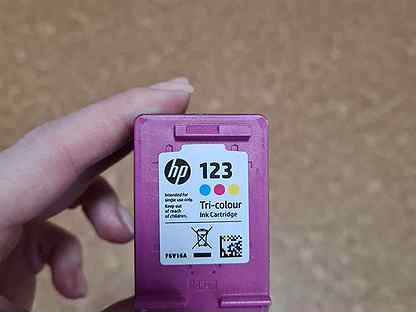 hp 123
Intended for
single use only.
Keep out
of reach
of children.
Tri-colour
Ink Cartridge
F6V16A